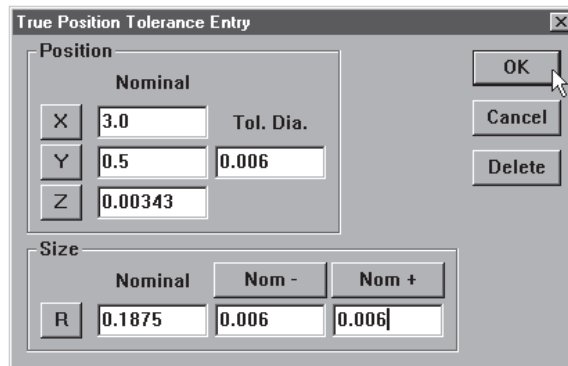 True Position Tolerance Entry
Position
Nominal
X 3.0 Tol. Dia.
Y 0.5 0.006
Z 0.00343
OK
Cancel
Delete
Size
Nominal Nom - Nom +
R 0.1875 0.006 0.006